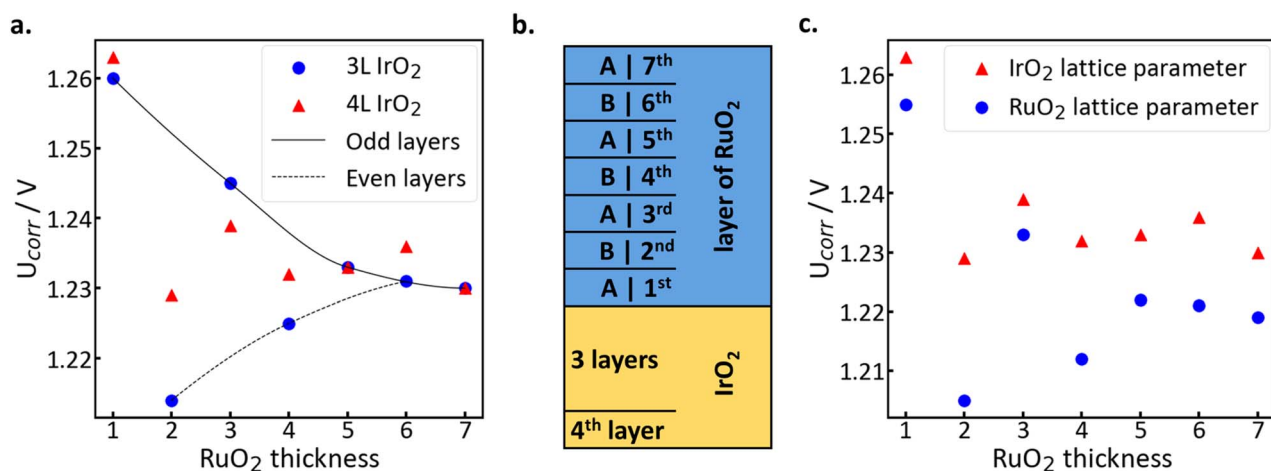 a.
U_corr / V
1.26
1.25
1.24
1.23
1.22
1 2 3 4 5 6 7
RuO₂ thickness
3L IrO₂
4L IrO₂
Odd layers
Even layers
b.
A | 7th
B | 6th
A | 5th
B | 4th
A | 3rd
B | 2nd
A | 1st
layer of RuO₂
3 layers
4th layer
IrO₂
c.
U_corr / V
1.26
1.25
1.24
1.23
1.22
1.21
1 2 3 4 5 6 7
RuO₂ thickness
IrO₂ lattice parameter
RuO₂ lattice parameter